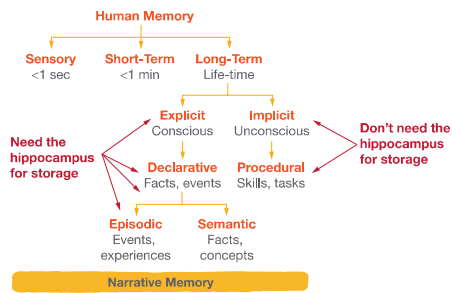 Human Memory
Sensory
<1 sec
Short-Term
<1 min
Long-Term
Life-time
Explicit
Conscious
Implicit
Unconscious
Need the
hippocampus
for storage
Don't need the
hippocampus
for storage
Declarative
Facts, events
Procedural
Skills, tasks
Episodic
Events,
experiences
Semantic
Facts,
concepts
Narrative Memory